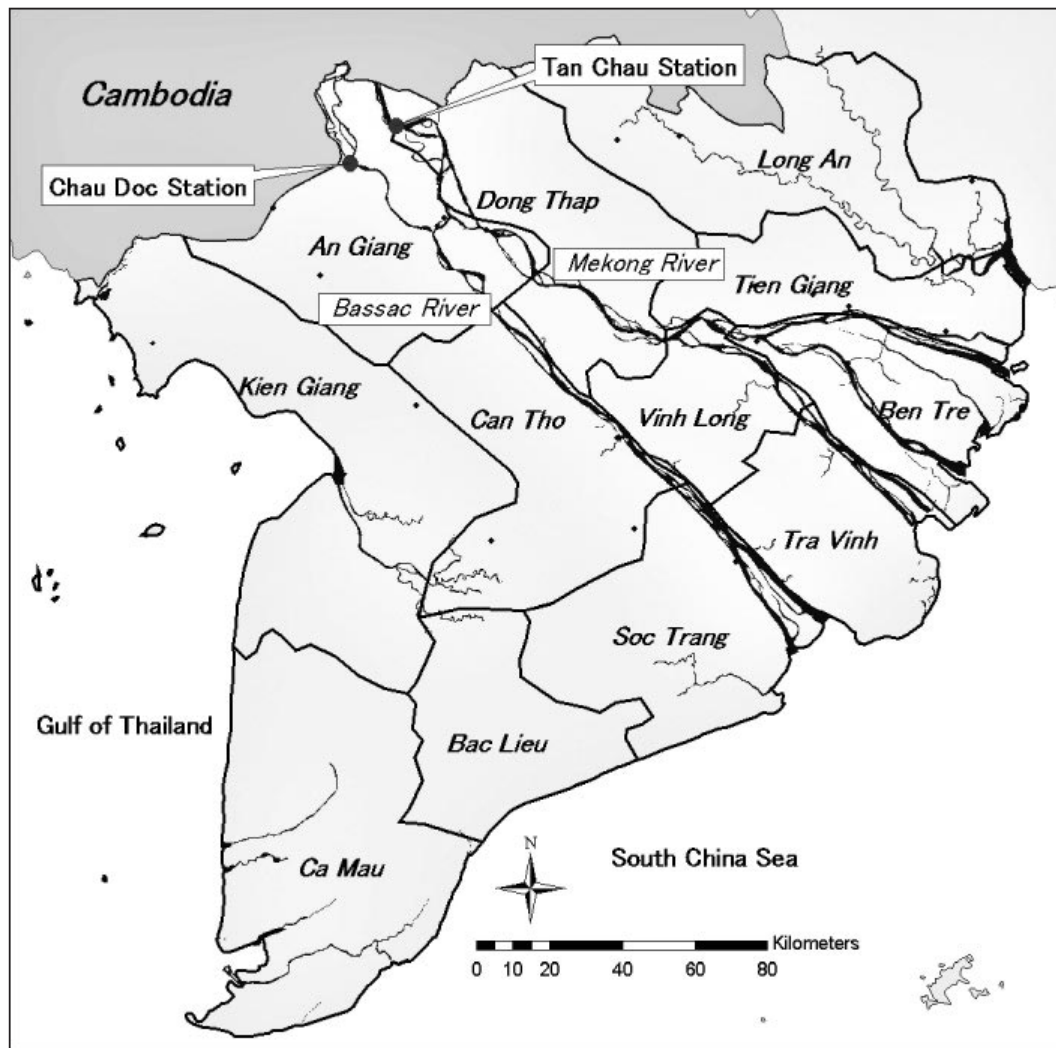 Tan Chau Station
Cambodia
Long An
Chau Doc Station
Dong Thap
An Giang
Mekong River
Tien Giang
Bassac River
Kien Giang
Can Tho
Vinh Long
Ben Tre
Tra Vinh
Soc Trang
Gulf of Thailand
Bac Lieu
N
South China Sea
Ca Mau
Kilometers
0 10 20 40 60 80